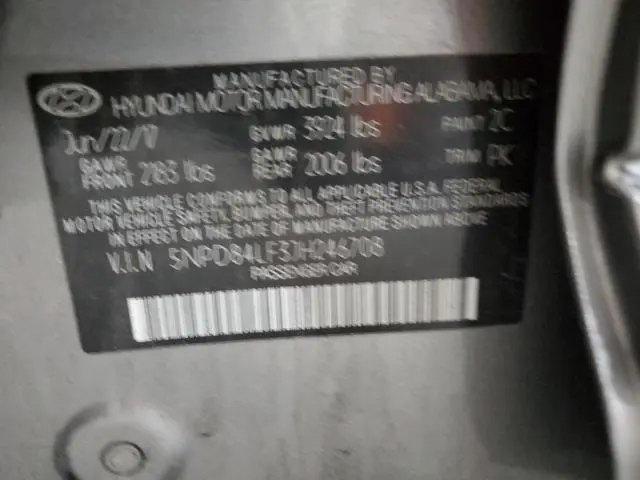 MANUFACTURED BY
HYUNDAI MOTOR MANUFACTURING ALABAMA, LLC
Jun/22/17 GVWR 3924 lbs PAINT 2C
GAWR FRONT 2183 lbs GAWR REAR 2006 lbs TRIM PK
THIS VEHICLE CONFORMS TO ALL APPLICABLE U.S.A. FEDERAL
MOTOR VEHICLE SAFETY, BUMPER, AND THEFT PREVENTION
STANDARDS IN EFFECT ON THE DATE OF MANUFACTURE SHOWN ABOVE
V.I.N 5NPD84LF3JH246708
PASSENGER CAR